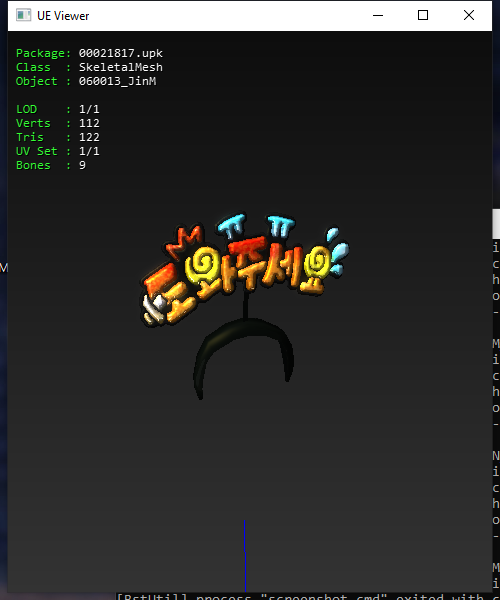 UE Viewer
Package: 00021817.upk
Class : SkeletalMesh
Object : 060013_JinM
LOD : 1/1
Verts : 112
Tris : 122
UV Set : 1/1
Bones : 9
ㅠ ㅠ
도와주세요
[BstUtil] process "screenshot.cmd" exited with c